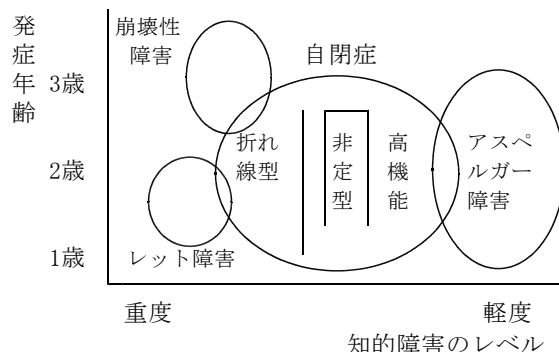 発症年齢
3歳
2歳
1歳
崩壊性
障害
自閉症
折れ
線型
非定型
高機能
アスペ
ルガー
障害
レット障害
重度
軽度
知的障害のレベル